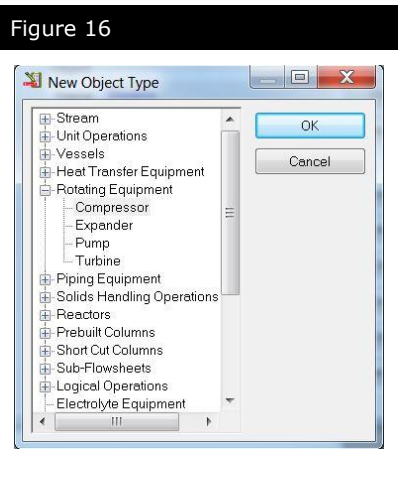 Figure 16
New Object Type
Stream
Unit Operations
Vessels
Heat Transfer Equipment
Rotating Equipment
Compressor
Expander
Pump
Turbine
Piping Equipment
Solids Handling Operations
Reactors
Prebuilt Columns
Short Cut Columns
Sub-Flowsheets
Logical Operations
Electrolyte Equipment
OK
Cancel